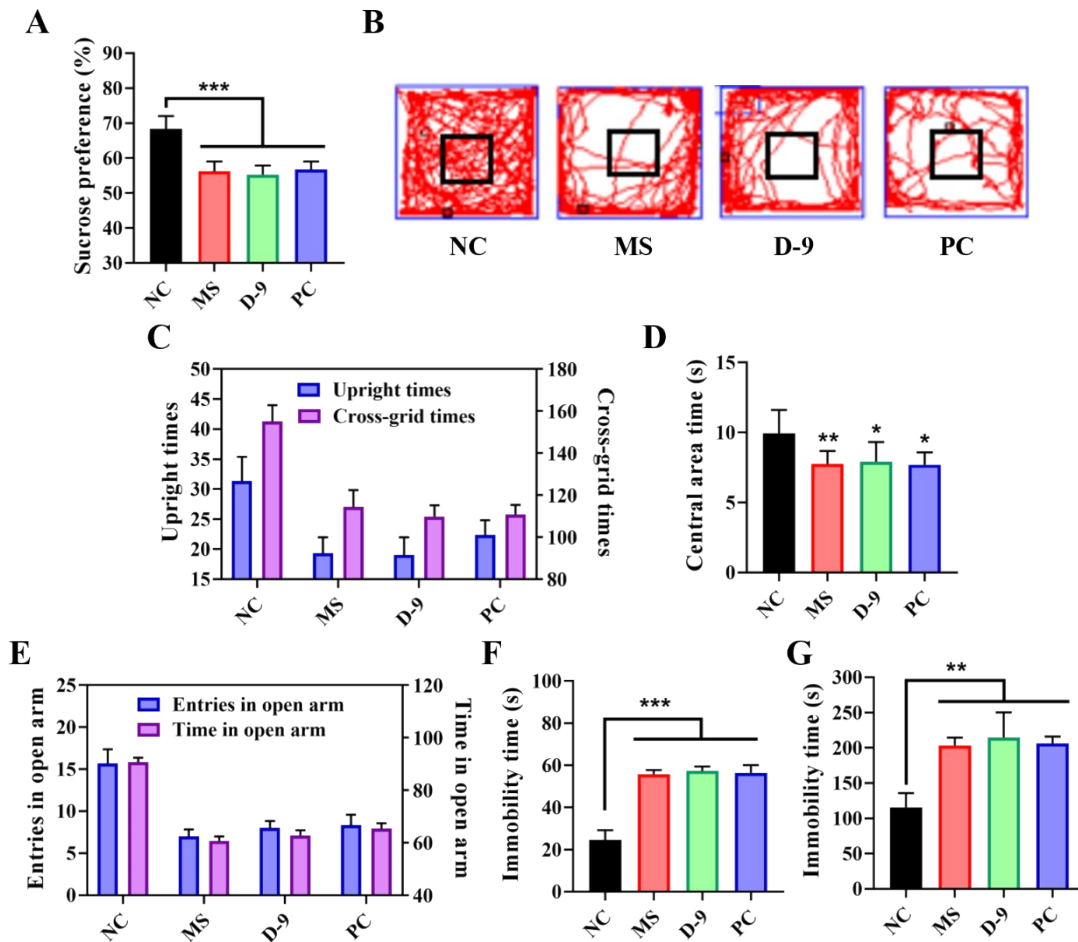 A
Sucrose preference (%)
90
80
70
60
50
40
30
***
NC
MS
D-9
PC
B
NC
MS
D-9
PC
C
Upright times
50
45
40
35
30
25
20
15
Upright times
Cross-grid times
180
160
140
120
100
80
Cross-grid times
NC
MS
D-9
PC
D
Central area time (s)
15
10
5
0
**
*
*
NC
MS
D-9
PC
E
Entries in open arm
25
20
15
10
5
0
Entries in open arm
Time in open arm
120
100
80
60
40
Time in open arm
NC
MS
D-9
PC
F
Immobility time (s)
100
80
60
40
20
0
***
NC
MS
D-9
PC
G
Immobility time (s)
300
250
200
150
100
50
0
**
NC
MS
D-9
PC